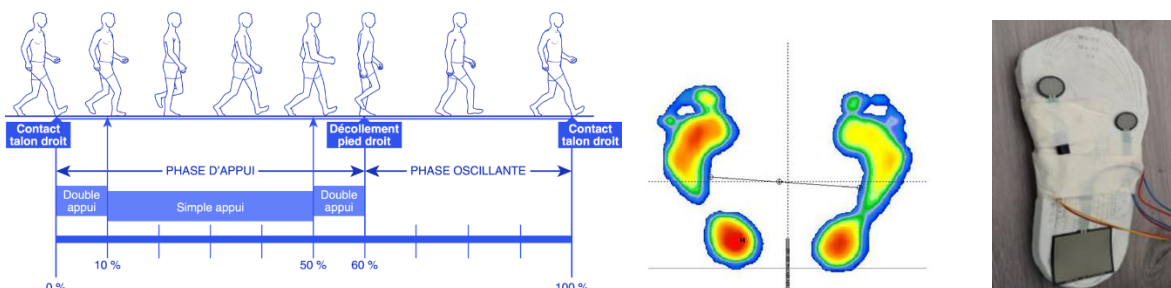 Contact
talon droit
Décollement
pied droit
Contact
talon droit
PHASE D'APPUI
PHASE OSCILLANTE
Double
appui
Simple appui
Double
appui
10 %
50 %
60 %
0 %
100 %
M